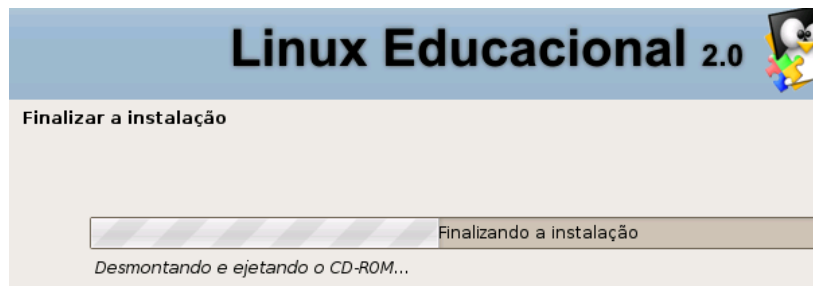 Linux Educacional 2.0
Finalizar a instalação
Finalizando a instalação
Desmontando e ejetando o CD-ROM...